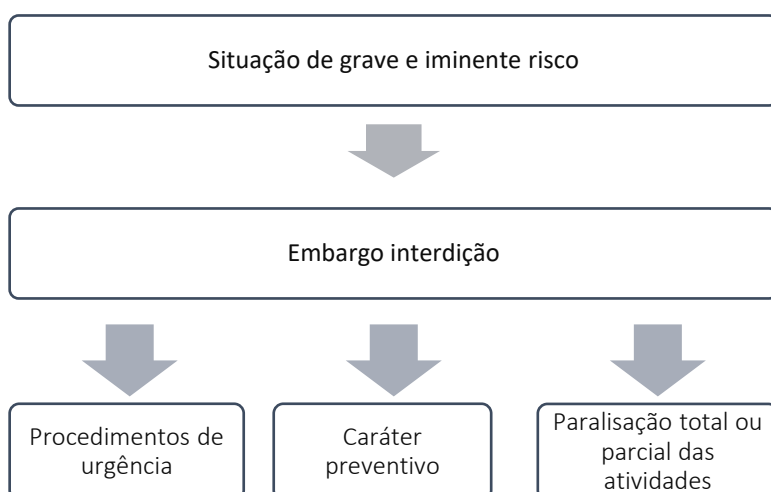 Situação de grave e iminente risco
Embargo interdição
Procedimentos de
urgência
Caráter
preventivo
Paralisação total ou
parcial das
atividades